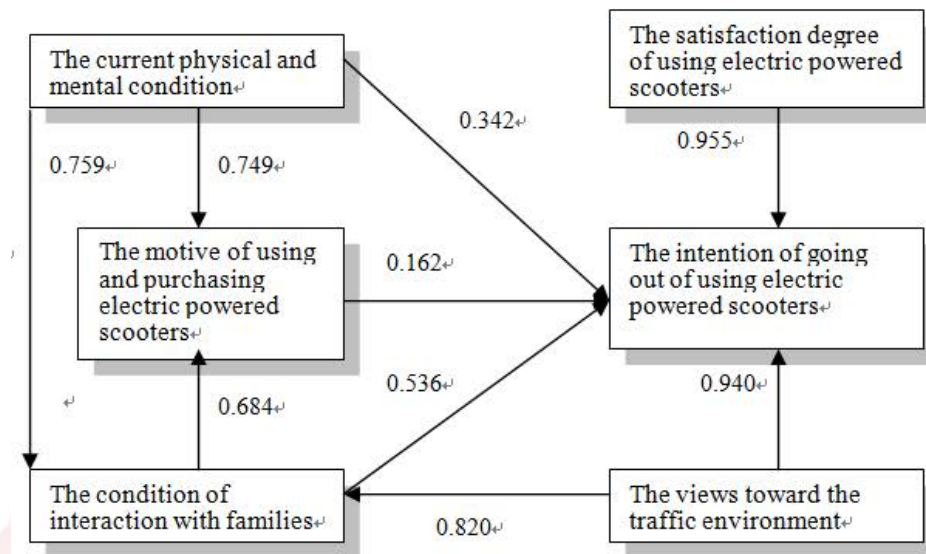 The current physical and
mental condition↵
The satisfaction degree
of using electric powered
scooters↵
0.342↵
0.955↵
0.759↵
0.749↵
The motive of using
and purchasing
electric powered
scooters↵
0.162↵
The intention of going
out of using electric
powered scooters↵
0.536↵
0.940↵
0.684↵
The condition of
interaction with families↵
0.820↵
The views toward the
traffic environment↵